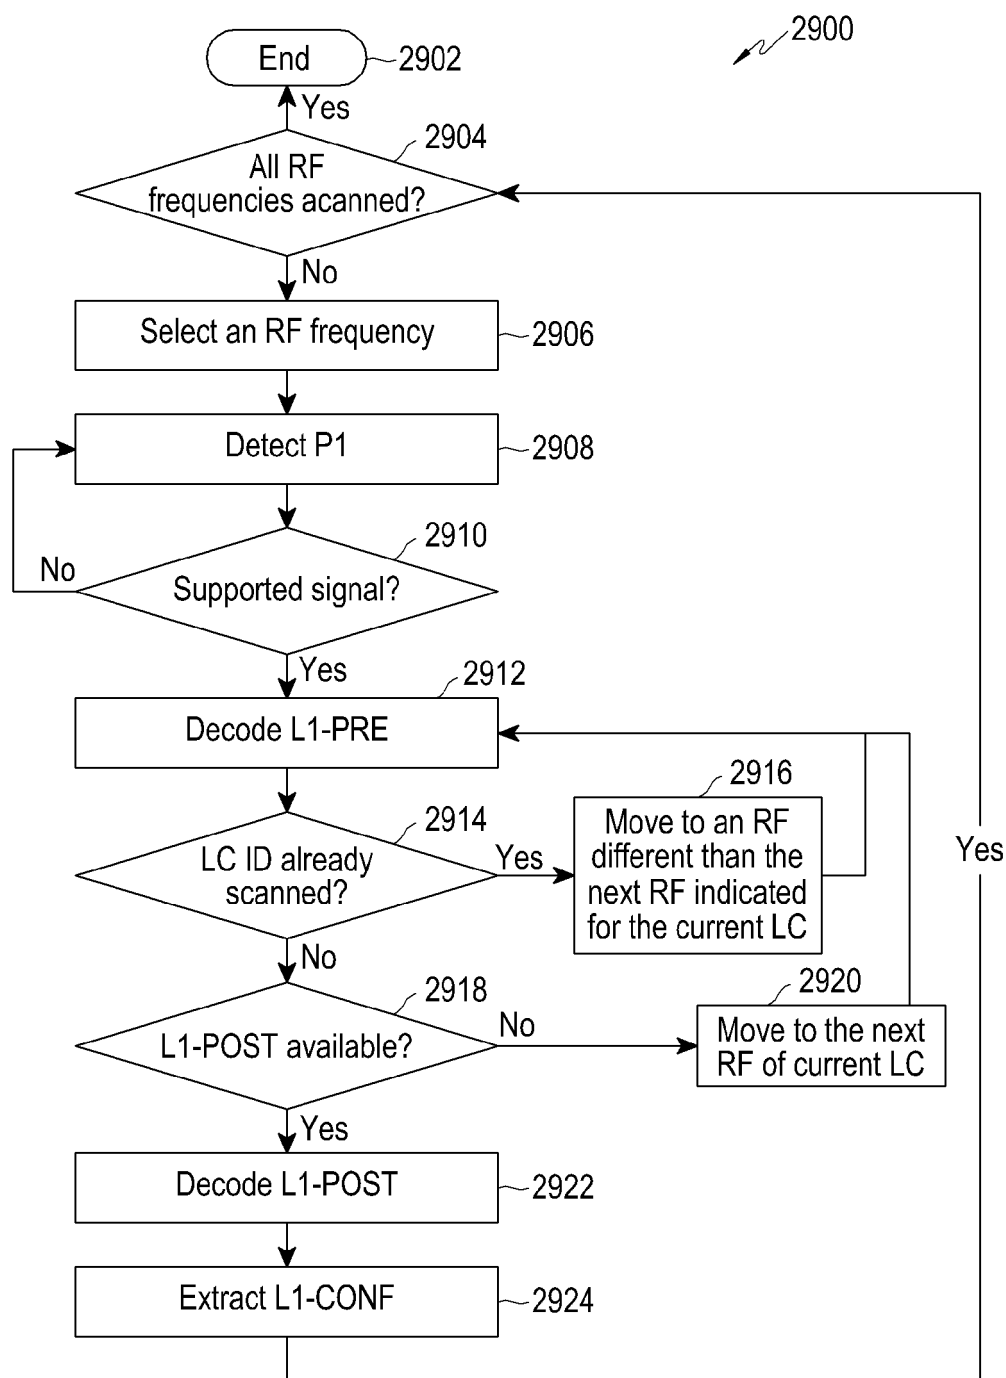 2900
End
2902
Yes
2904
All RF
frequencies acanned?
No
Select an RF frequency
2906
Detect P1
2908
2910
No
Supported signal?
Yes
2912
Decode L1-PRE
2916
2914
LC ID already
scanned?
Yes
Move to an RF
different than the
next RF indicated
for the current LC
Yes
No
2918
2920
L1-POST available?
No
Move to the next
RF of current LC
Yes
Decode L1-POST
2922
Extract L1-CONF
2924